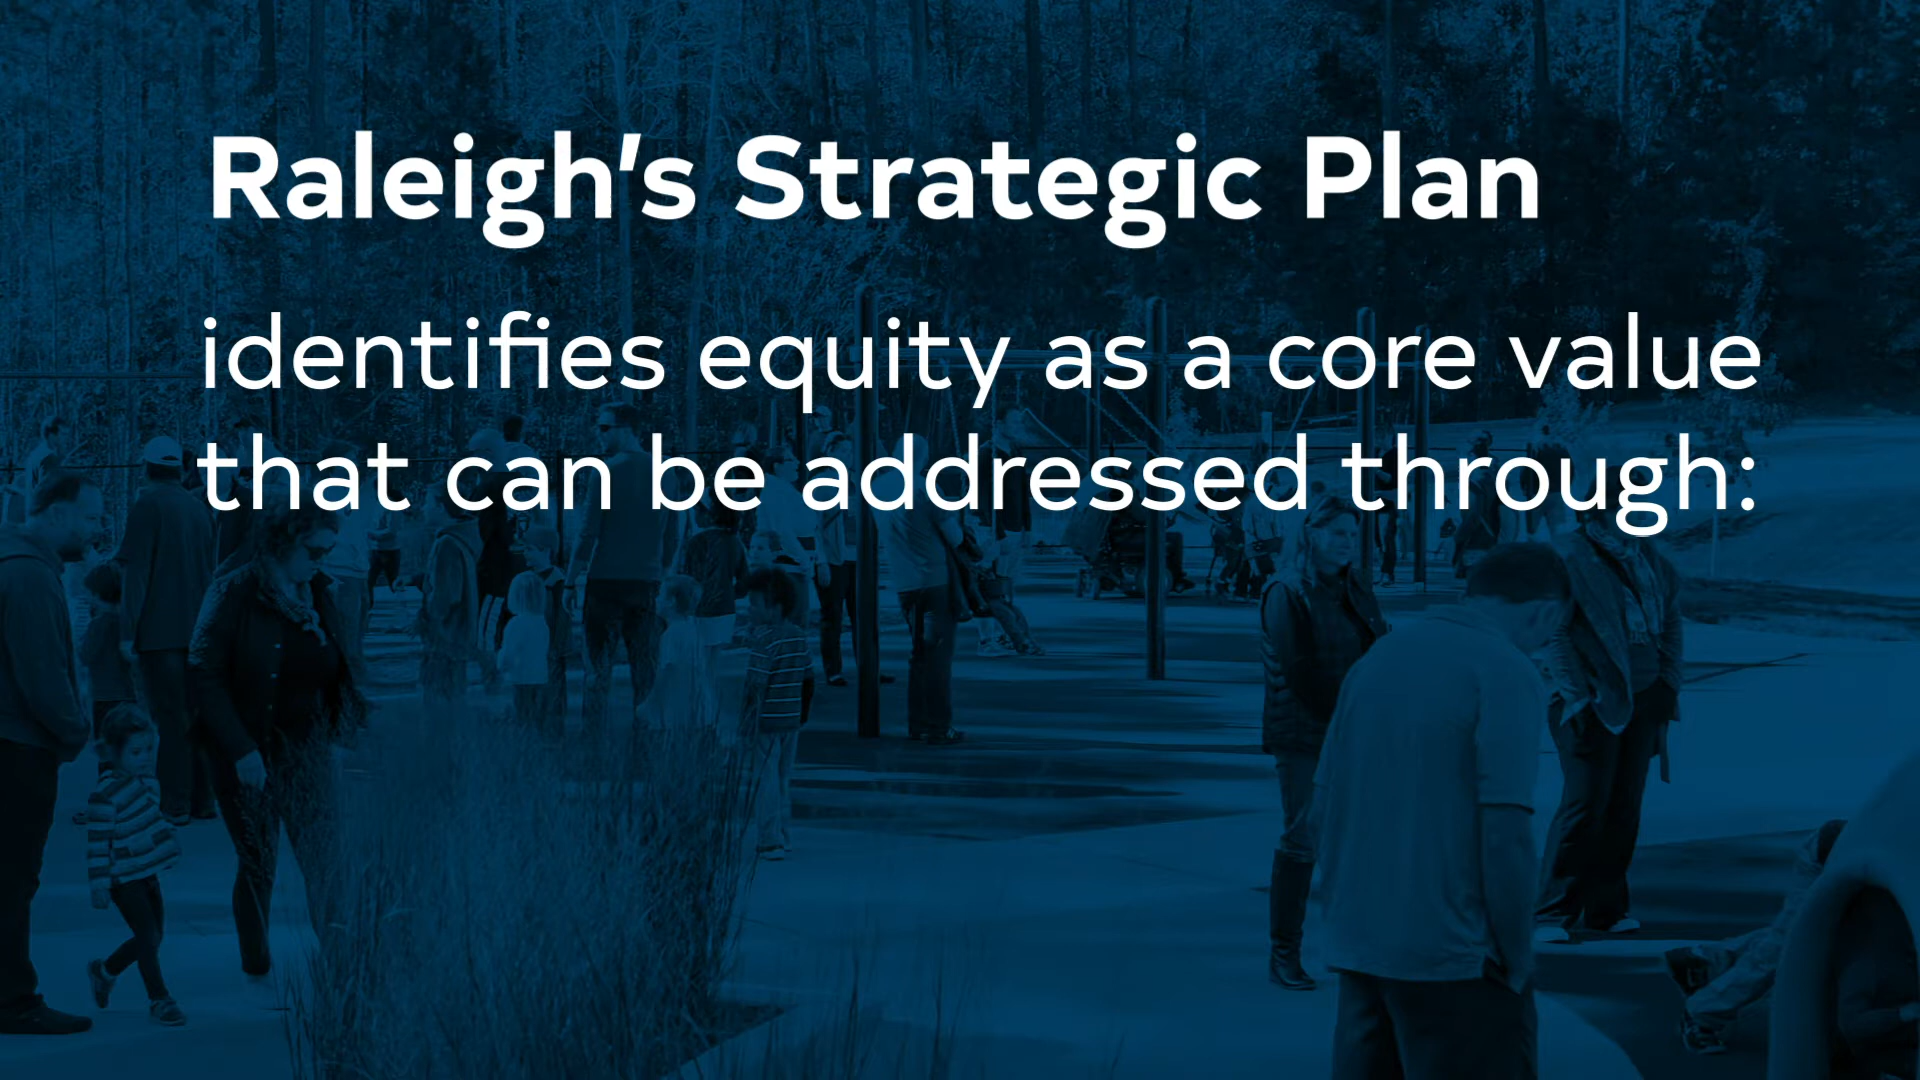 Raleigh's Strategic Plan
identifies equity as a core value
that can be addressed through: